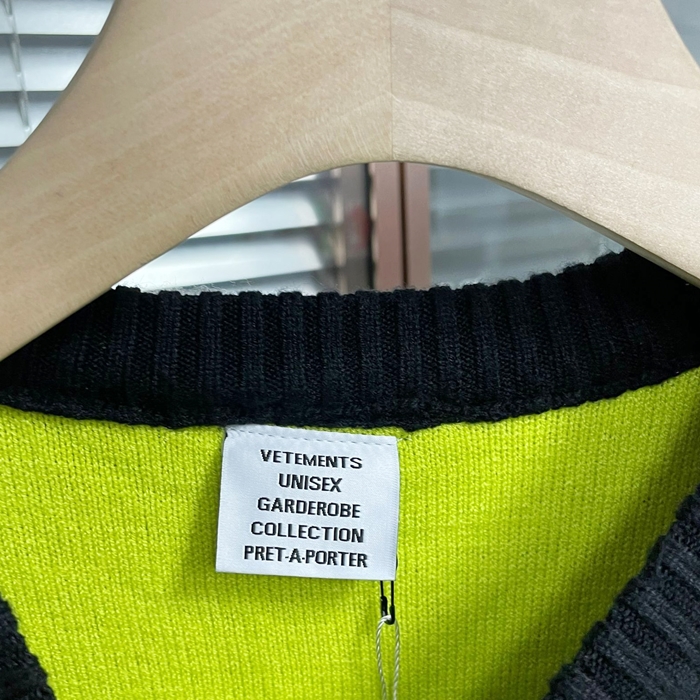 VETEMENTS
UNISEX
GARDEROBE
COLLECTION
PRET-A-PORTER